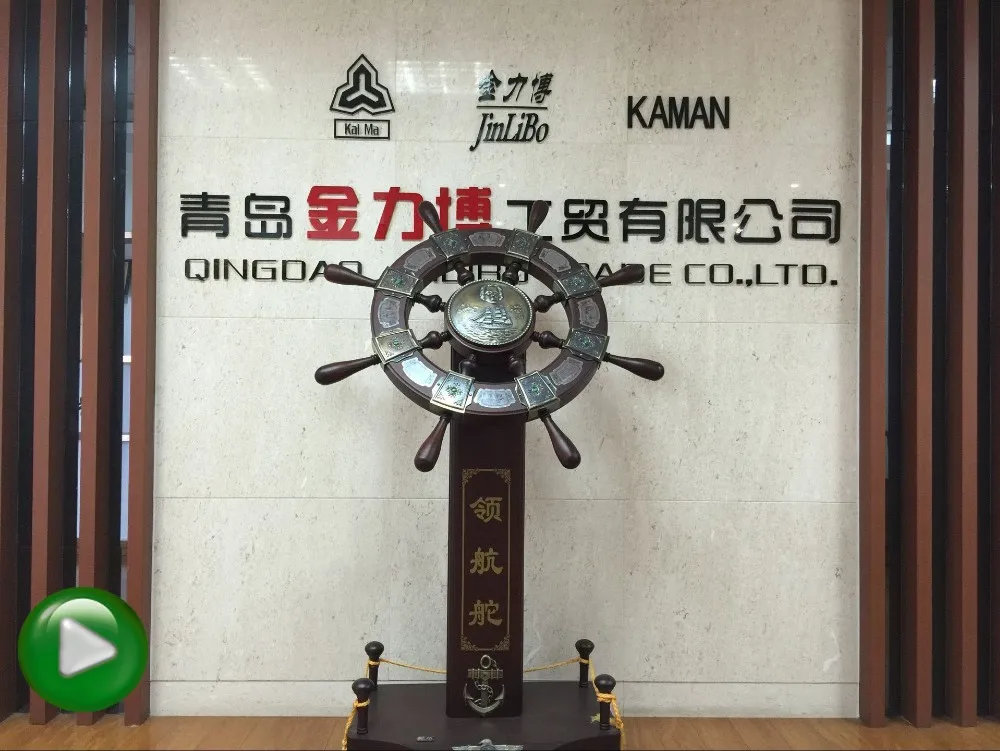 Kai Ma
金力博
JinLiBo
KAMAN
青岛金力博工贸有限公司
QINGDAO CO.,LTD.
领
航
舵